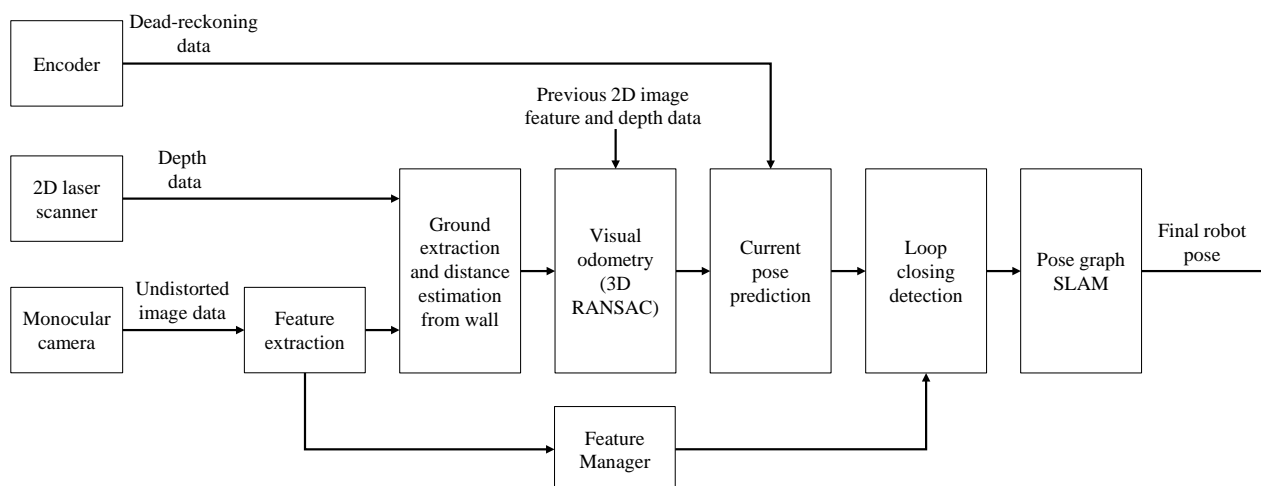 Dead-reckoning
data
Encoder
Previous 2D image
feature and depth data
Depth
data
2D laser
scanner
Ground
extraction
and distance
estimation
from wall
Visual
odometry
(3D
RANSAC)
Current
pose
prediction
Loop
closing
detection
Pose graph
SLAM
Final robot
pose
Undistorted
image data
Monocular
camera
Feature
extraction
Feature
Manager